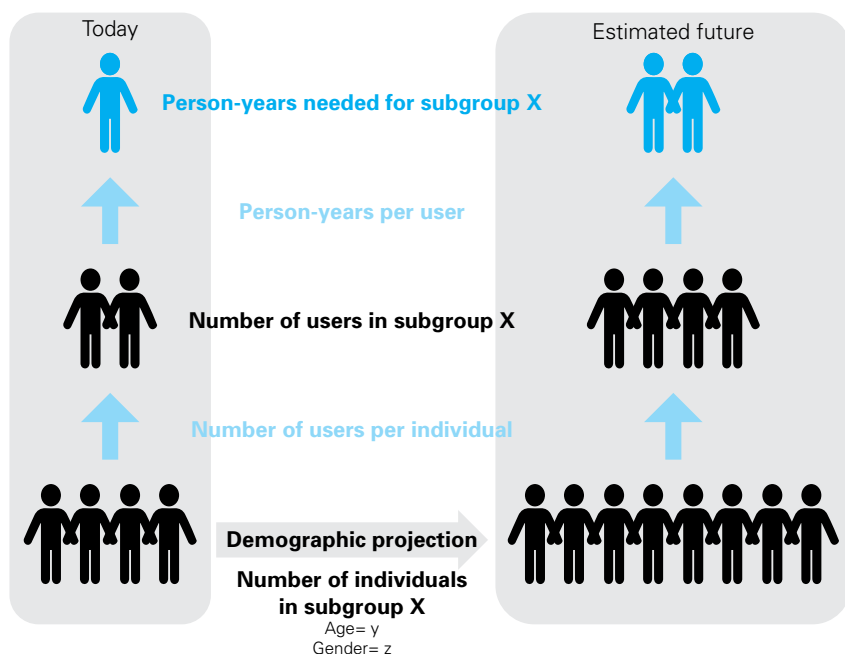 Today
Estimated future
Person-years needed for subgroup X
Person-years per user
Number of users in subgroup X
Number of users per individual
Demographic projection
Number of individuals
in subgroup X
Age= y
Gender= z